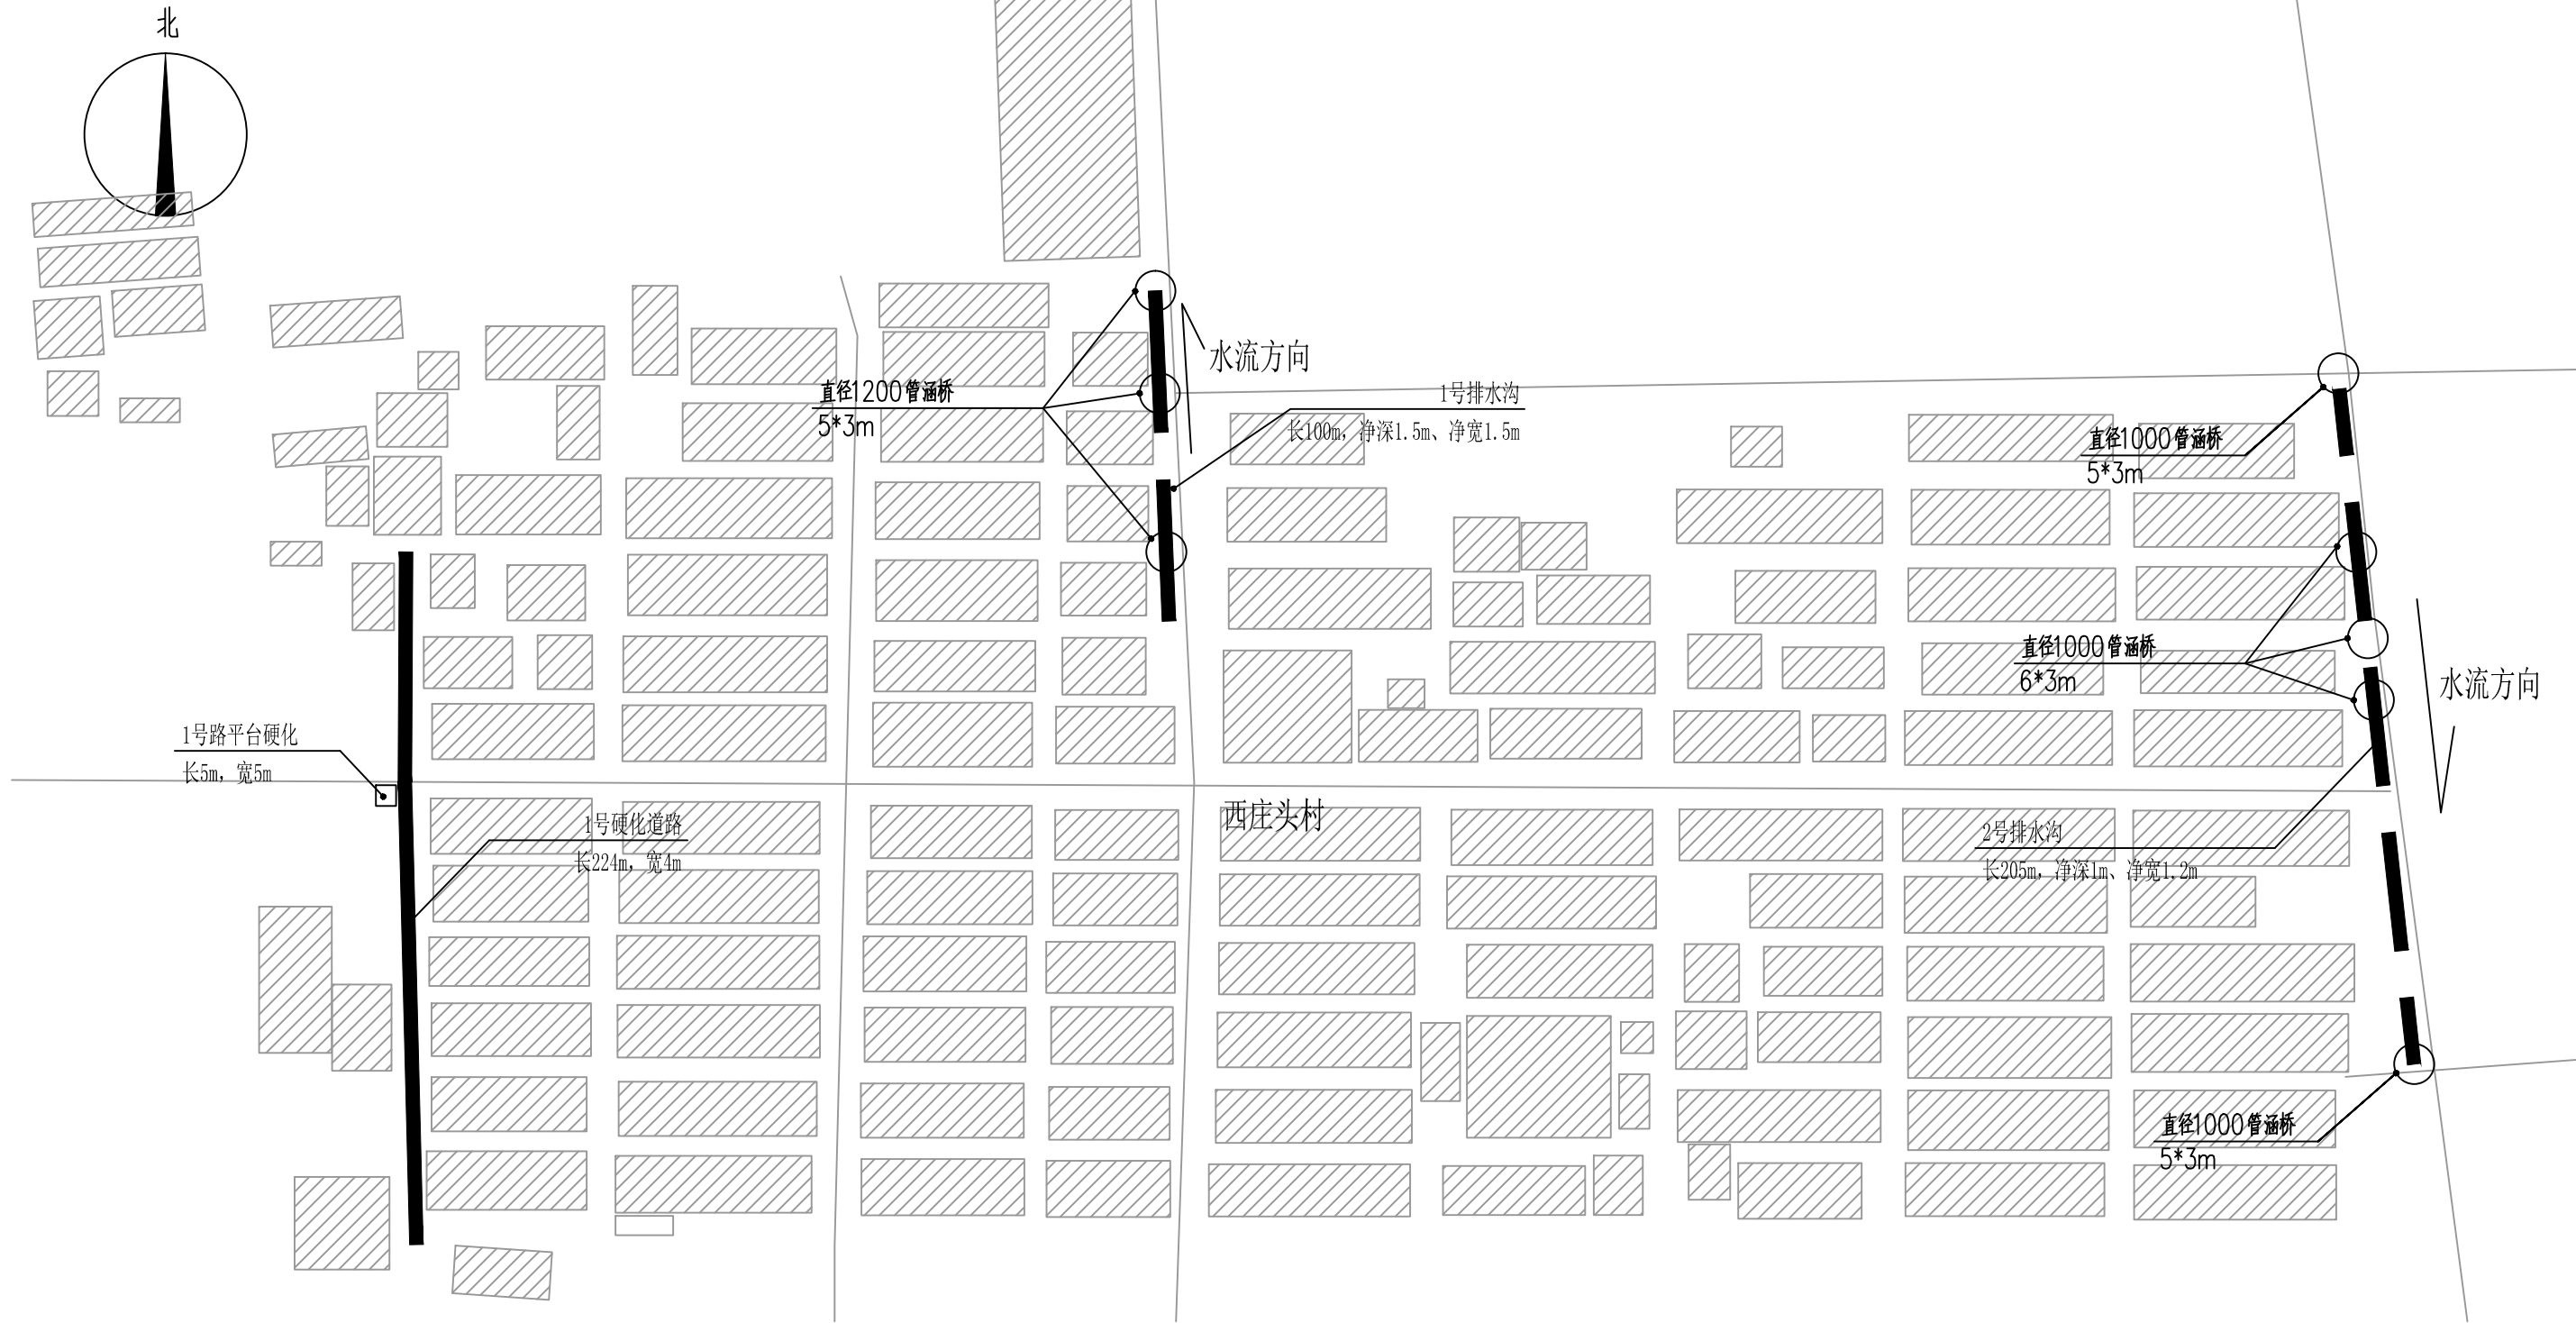 北
水流方向
直径1200管涵桥
5*3m
1号排水沟
长100m，净深1.5m、净宽1.5m
直径1000管涵桥
5*3m
直径1000管涵桥
6*3m
水流方向
1号路平台硬化
长5m，宽5m
西庄头村
1号硬化道路
长224m，宽4m
2号排水沟
长205m，净深1m、净宽1.2m
直径1000管涵桥
5*3m